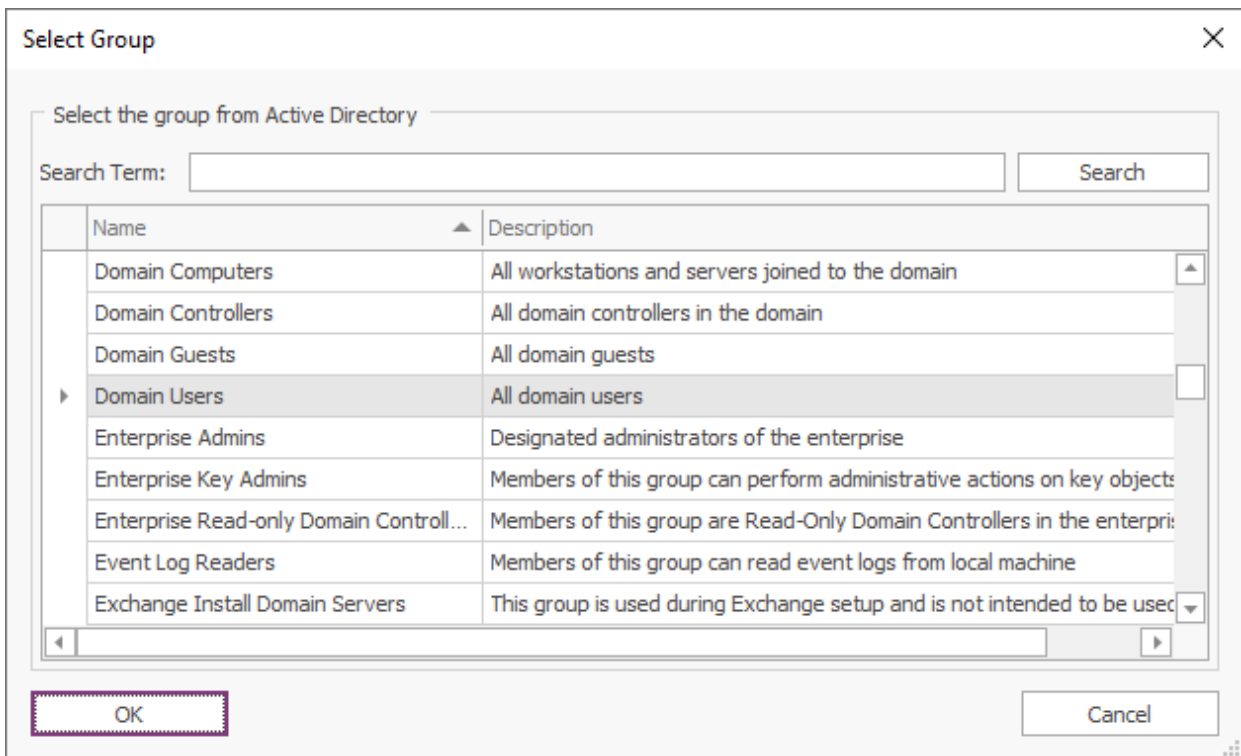 Select Group
Select the group from Active Directory
Search Term: Search
Name Description
Domain Computers All workstations and servers joined to the domain
Domain Controllers All domain controllers in the domain
Domain Guests All domain guests
Domain Users All domain users
Enterprise Admins Designated administrators of the enterprise
Enterprise Key Admins Members of this group can perform administrative actions on key objects
Enterprise Read-only Domain Controll... Members of this group are Read-Only Domain Controllers in the enterpri
Event Log Readers Members of this group can read event logs from local machine
Exchange Install Domain Servers This group is used during Exchange setup and is not intended to be used
OK Cancel